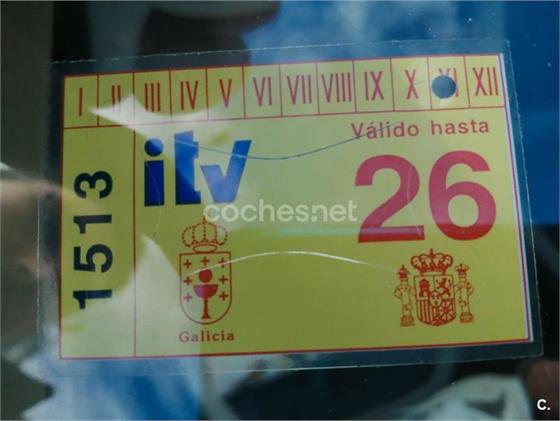 I II III IV V VI VII VIII IX X XI XII
itv
Válido hasta
26
1513
coches.net
Galicia
C.